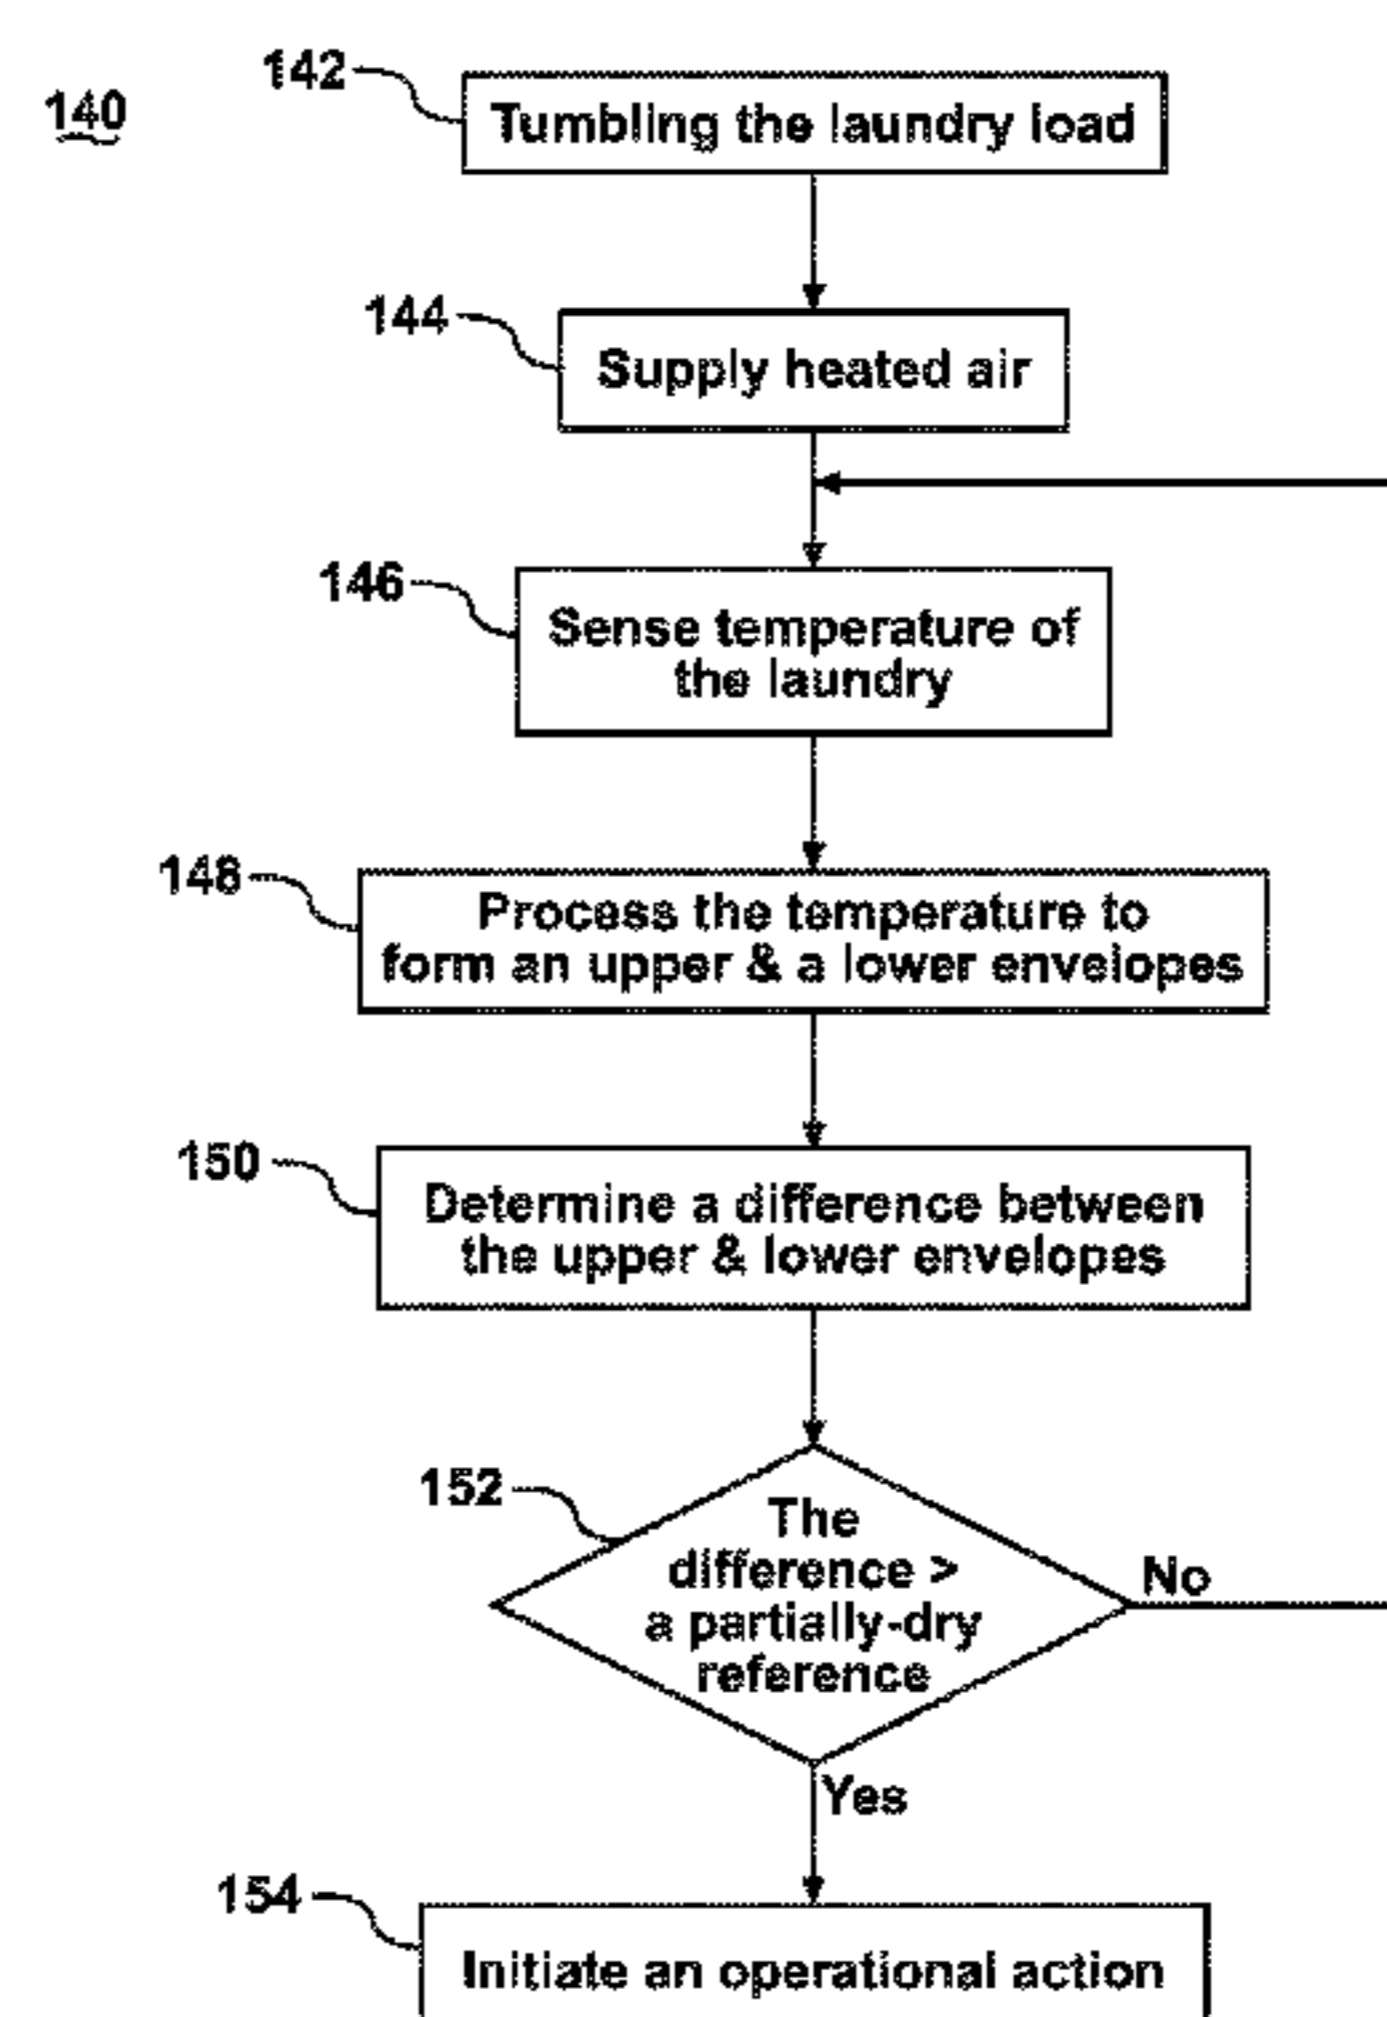 142
140
Tumbling the laundry load
144
Supply heated air
146
Sense temperature of
the laundry
148
Process the temperature to
form an upper & a lower envelopes
150
Determine a difference between
the upper & lower envelopes
152
The
difference >
a partially-dry
reference
No
Yes
154
Initiate an operational action